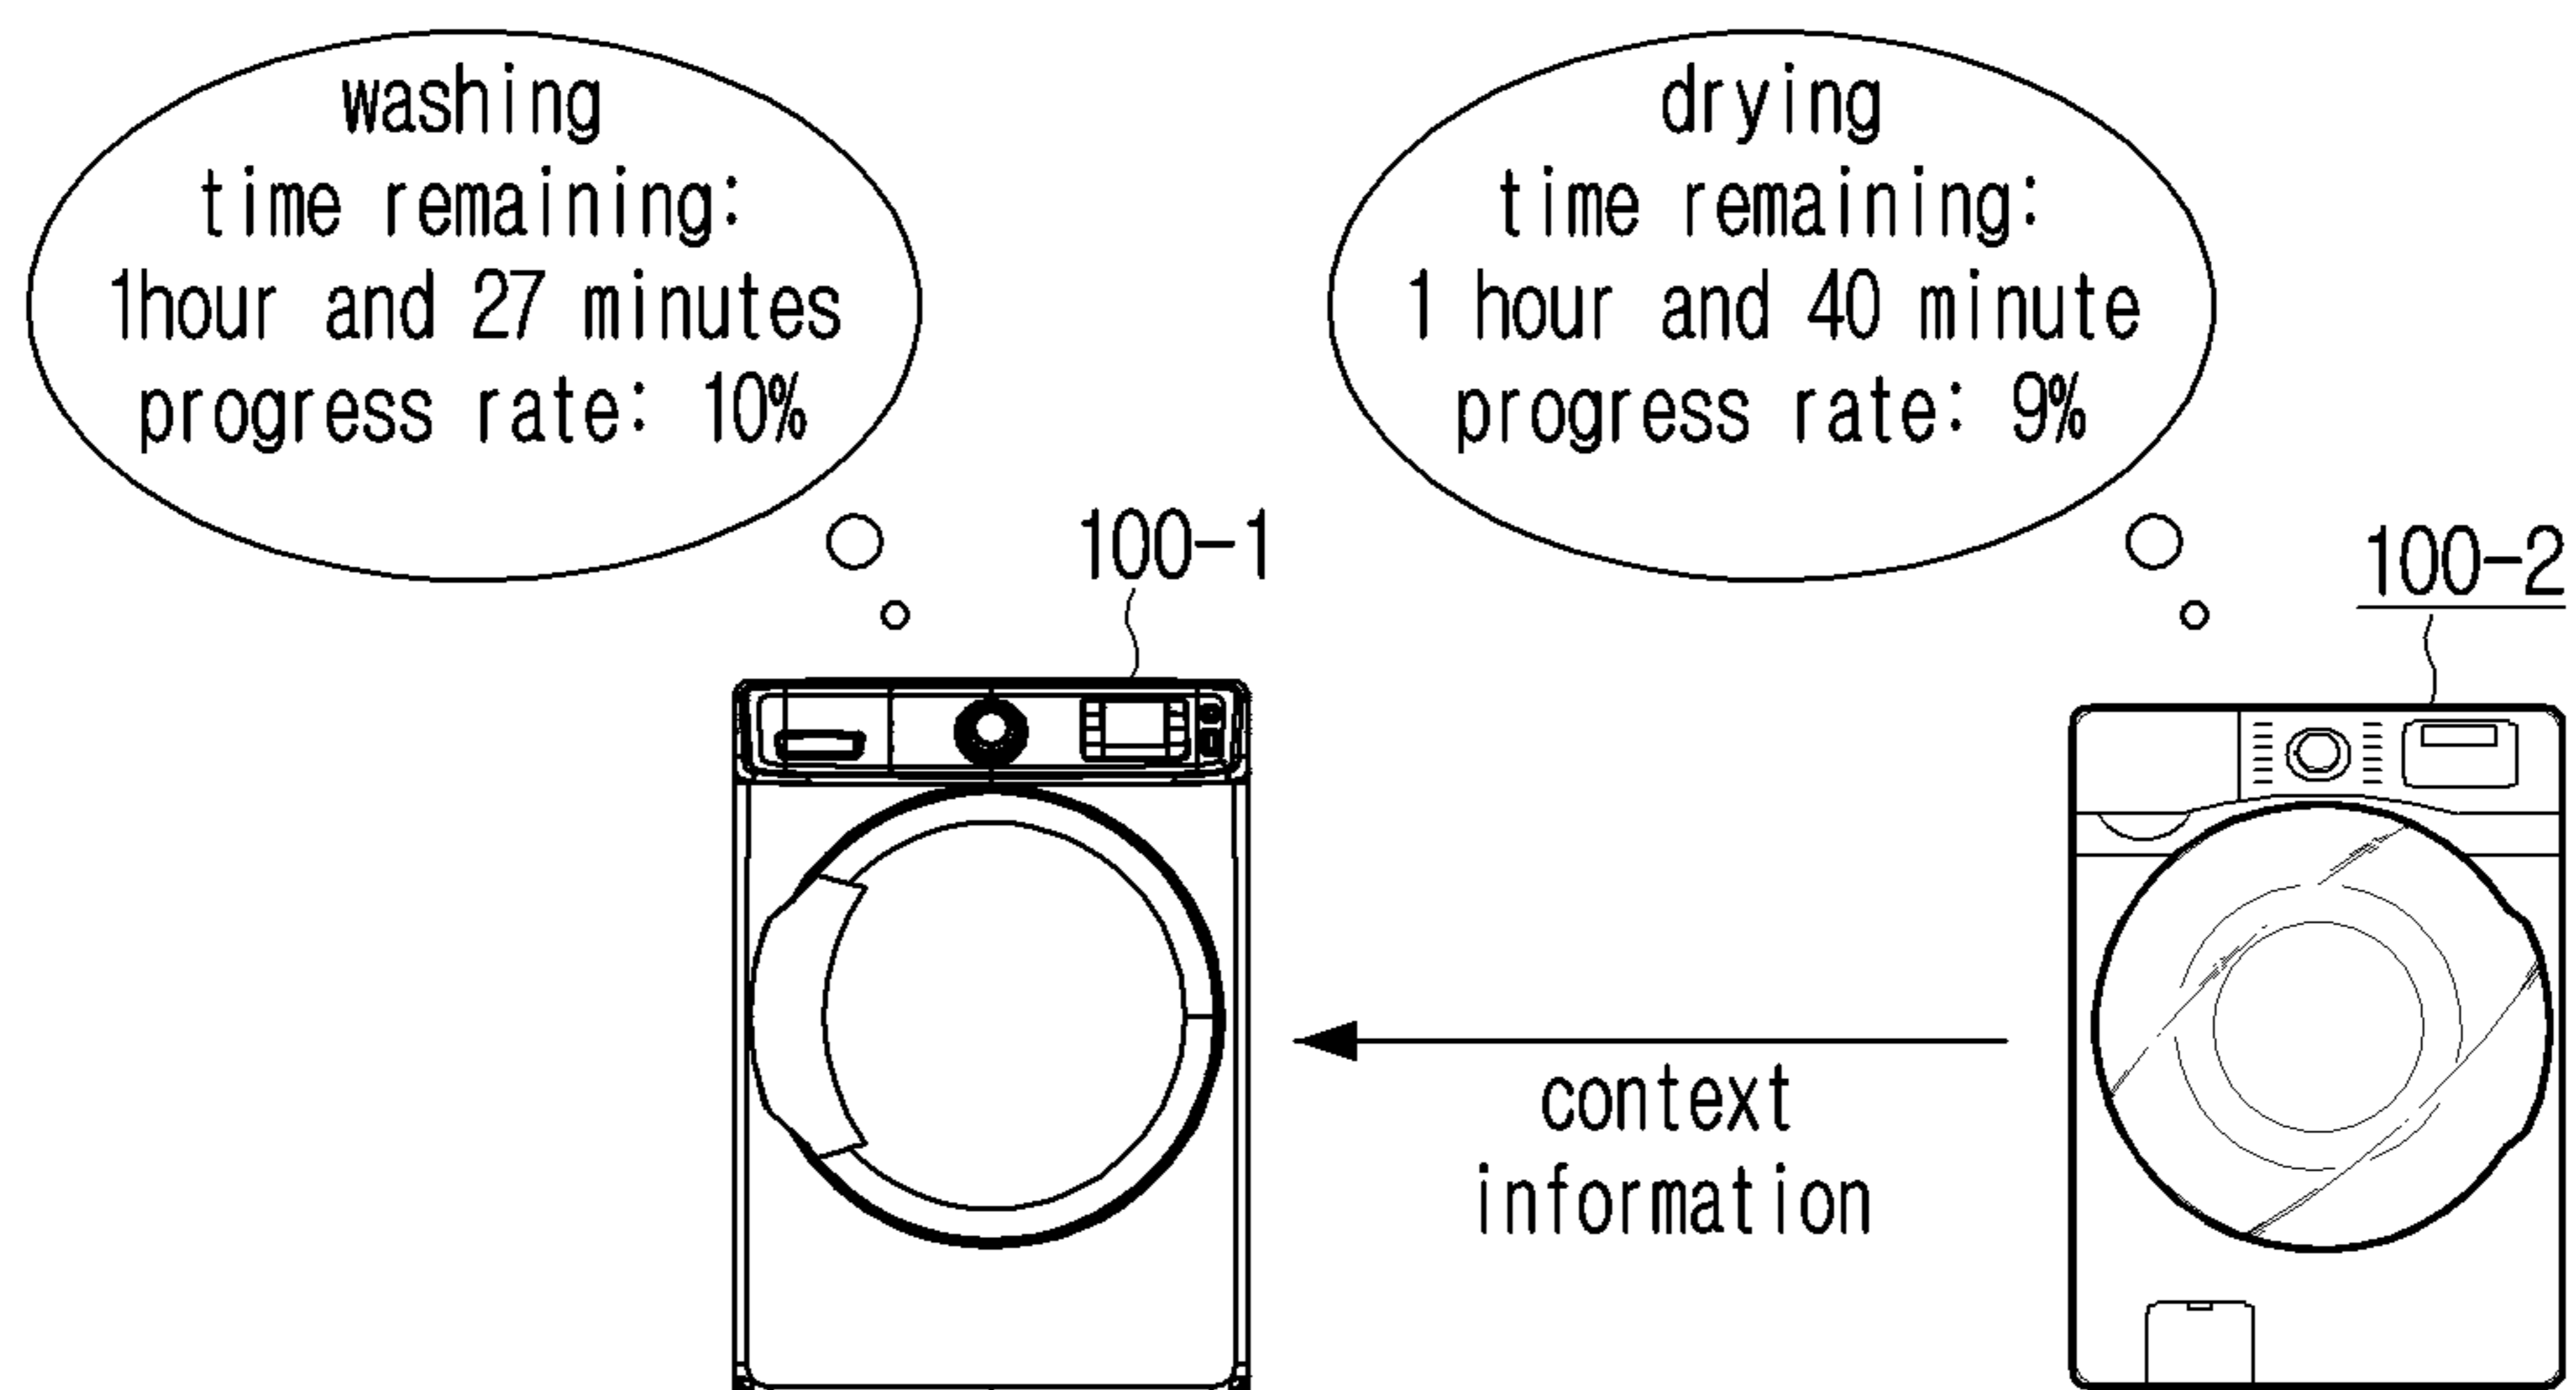 washing
time remaining:
1hour and 27 minutes
progress rate: 10%
drying
time remaining:
1 hour and 40 minute
progress rate: 9%
100-1
100-2
context
information